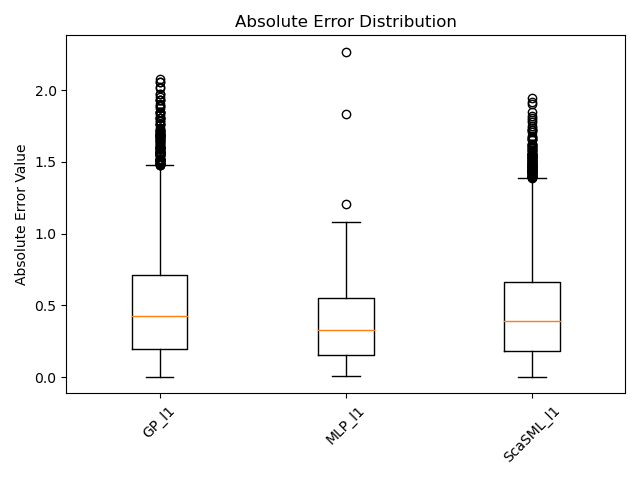 Absolute Error Distribution
Absolute Error Value
2.0
1.5
1.0
0.5
0.0
GP_l1
MLP_l1
ScaSML_l1